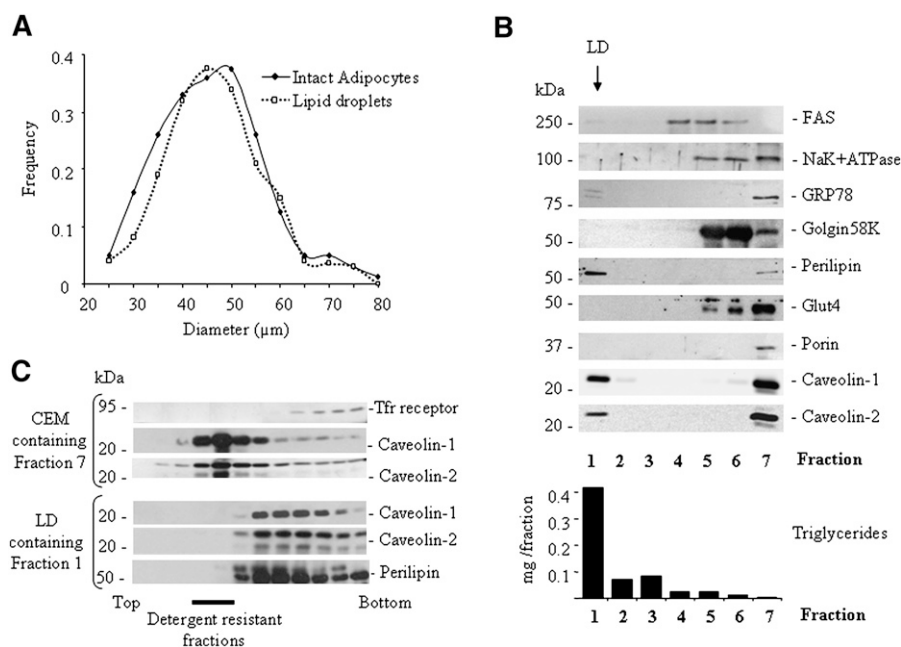 A
0.4
0.3
0.2
0.1
0
Frequency
Intact Adipocytes
Lipid droplets
20 30 40 50 60 70 80
Diameter (µm)
B
LD
kDa
250 - - FAS
100 - - NaK+ATPase
75 - - GRP78
50 - - Golgin58K
50 - - Perilipin
50 - - Glut4
37 - - Porin
20 - - Caveolin-1
20 - - Caveolin-2
1 2 3 4 5 6 7 Fraction
0.4
0.3
0.2
0.1
mg /fraction
Triglycerides
1 2 3 4 5 6 7 Fraction
C
kDa
CEM
containing
Fraction 7
95 - -Tfr receptor
20 - - Caveolin-1
20 - - Caveolin-2
LD
containing
Fraction 1
20 - - Caveolin-1
20 - - Caveolin-2
50 - - Perilipin
Top Bottom
Detergent resistant
fractions